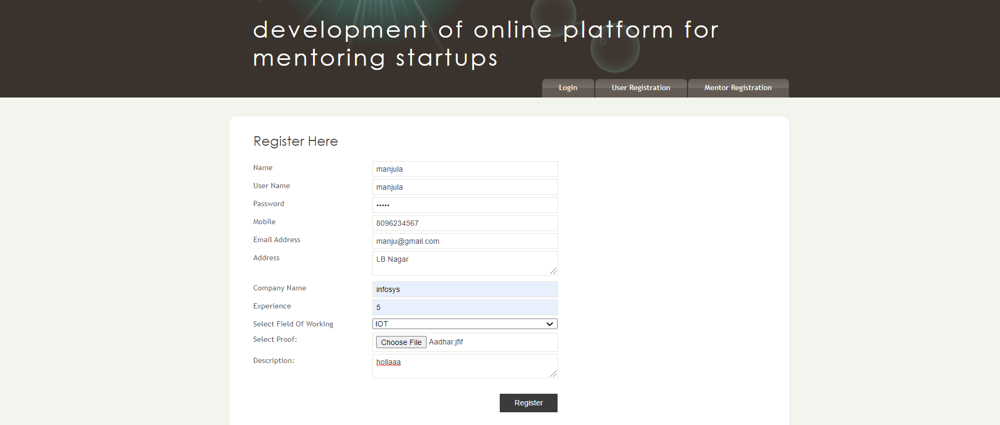 development of online platform for
mentoring startups
Login User Registration Mentor Registration
Register Here
Name manjula
User Name manjula
Password •••••
Mobile 8096234567
Email Address manju@gmail.com
Address LB Nagar
Company Name infosys
Experience 5
Select Field Of Working IOT
Select Proof: Choose File Aadhar.jfif
Description: hollaaa
Register